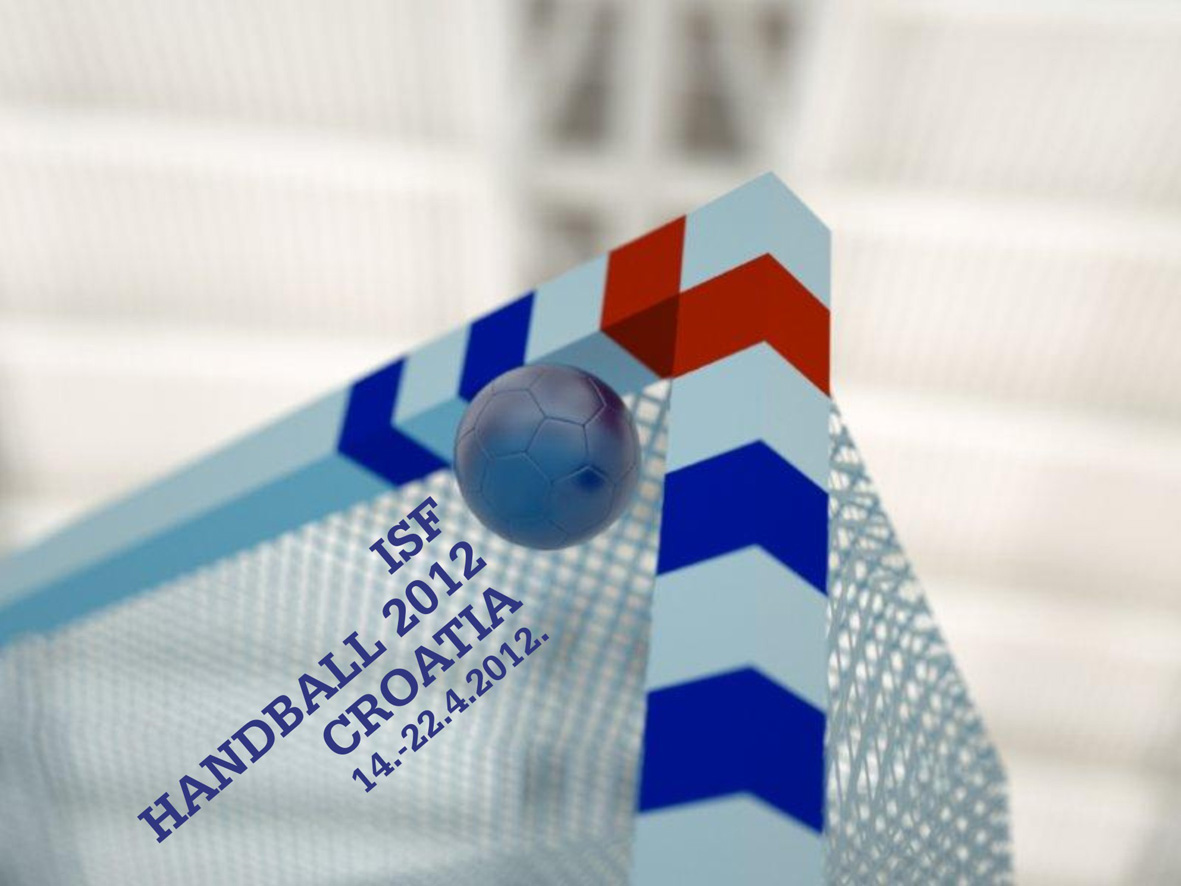 ISF
HANDBALL 2012
CROATIA
14.-22.4.2012.